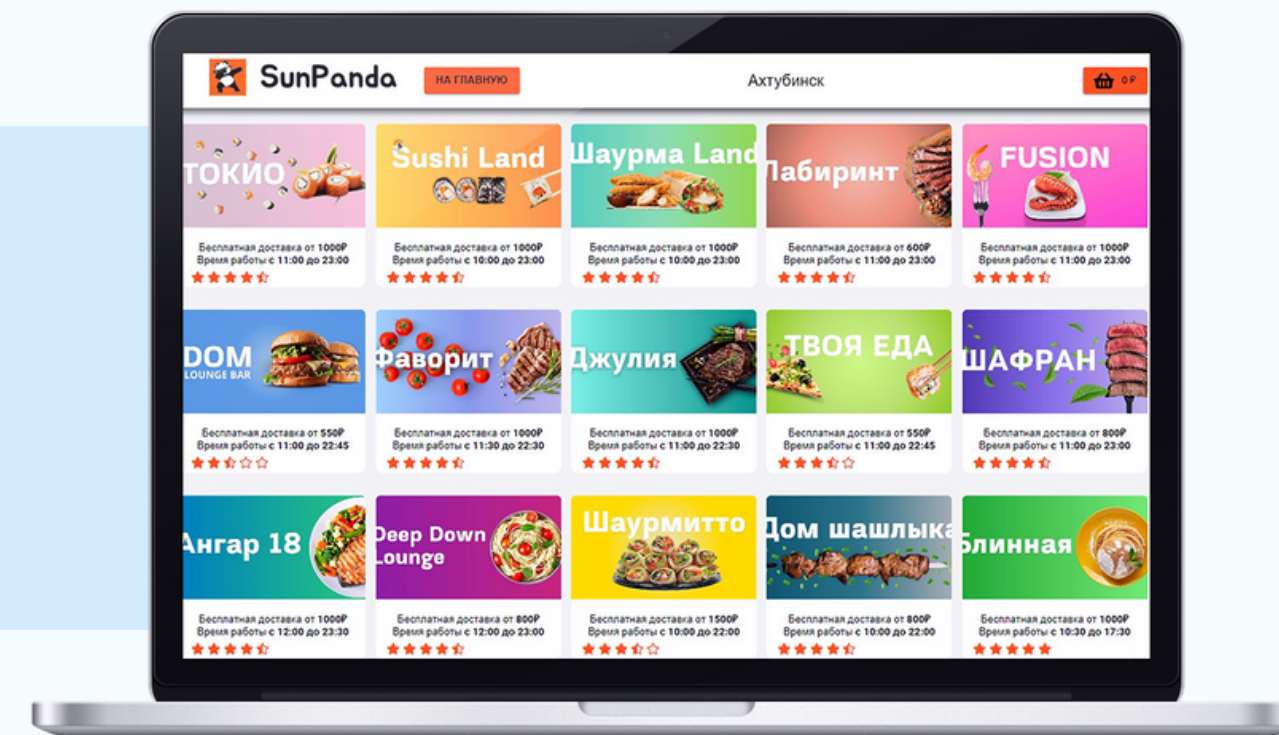 SunPanda
НА ГЛАВНУЮ
Ахтубинск
0₽
ТОКИО
Бесплатная доставка от 1000₽
Время работы с 11:00 до 23:00
Sushi Land
Бесплатная доставка от 1000₽
Время работы с 10:00 до 23:00
Шаурма Land
Бесплатная доставка от 1000₽
Время работы с 10:00 до 23:00
Лабиринт
Бесплатная доставка от 600₽
Время работы с 11:00 до 23:00
FUSION
Бесплатная доставка от 1000₽
Время работы с 11:00 до 23:00
DOM
LOUNGE BAR
Бесплатная доставка от 550₽
Время работы с 11:00 до 22:45
Фаворит
Бесплатная доставка от 1000₽
Время работы с 11:30 до 22:30
Джулия
Бесплатная доставка от 1000₽
Время работы с 11:00 до 22:30
ТВОЯ ЕДА
Бесплатная доставка от 550₽
Время работы с 11:00 до 22:45
ШАФРАН
Бесплатная доставка от 800₽
Время работы с 11:00 до 23:00
Ангар 18
Бесплатная доставка от 1000₽
Время работы с 12:00 до 23:30
Deep Down
Lounge
Бесплатная доставка от 800₽
Время работы с 12:00 до 23:00
Шаурмитто
Бесплатная доставка от 1500₽
Время работы с 10:00 до 22:00
Дом шашлыка
Бесплатная доставка от 800₽
Время работы с 10:00 до 22:00
Блинная
Бесплатная доставка от 1000₽
Время работы с 10:30 до 17:30